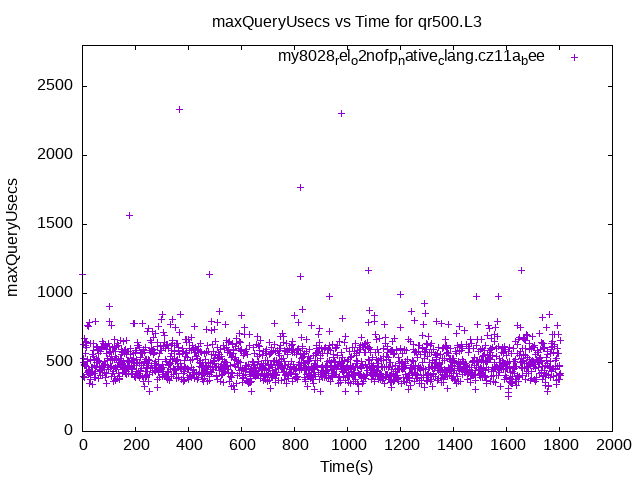 maxQueryUsecs vs Time for qr500.L3
my8028relo2nofpnativeclang.cz11abee
maxQueryUsecs
2500
2000
1500
1000
500
0
0 200 400 600 800 1000 1200 1400 1600 1800 2000
Time(s)